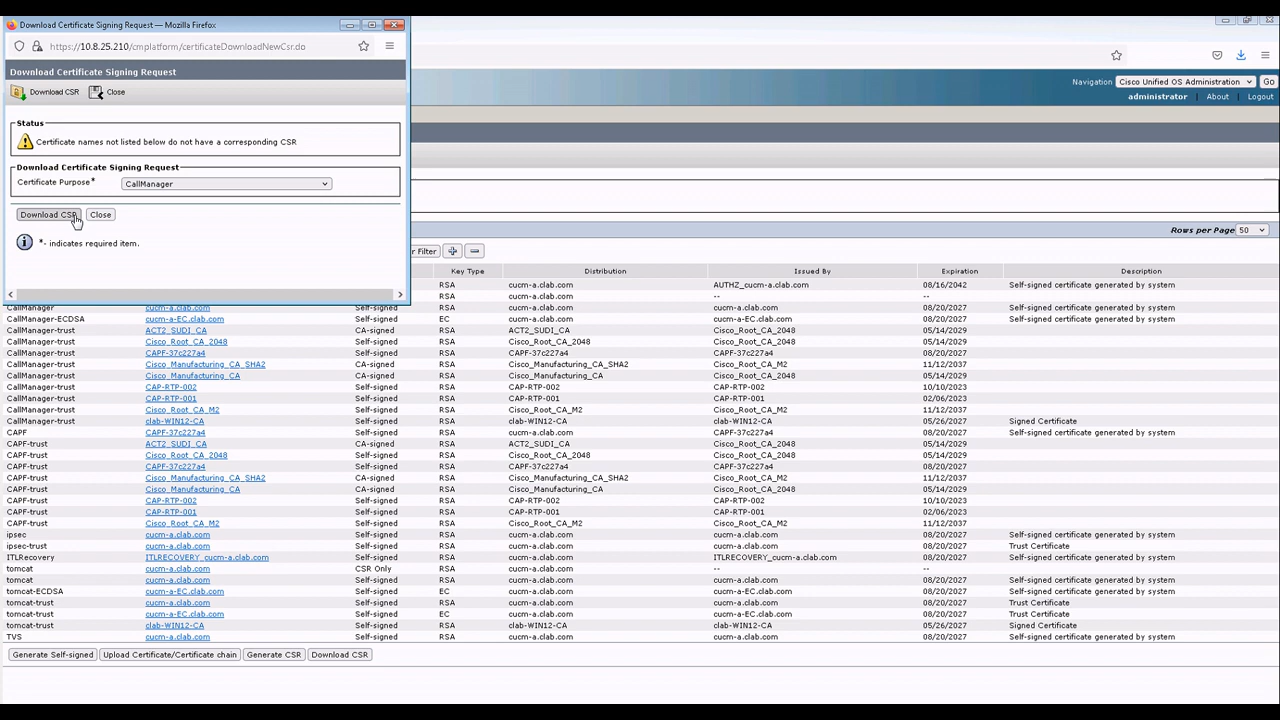 Download Certificate Signing Request — Mozilla Firefox
https://10.8.25.210/cmplatform/certificateDownloadNewCsr.do
Download Certificate Signing Request
Download CSR Close
Navigation Cisco Unified OS Administration Go
administrator | About | Logout
Status
Certificate names not listed below do not have a corresponding CSR
Download Certificate Signing Request
Certificate Purpose* CallManager
Download CSR Close
*- indicates required item.
Rows per Page 50
Filter + −
Key Type Distribution Issued By Expiration Description
RSA cucm-a.clab.com AUTHZ_cucm-a.clab.com 08/16/2042 Self-signed certificate generated by system
RSA cucm-a.clab.com -- --
CallManager cucm-a.clab.com Self-signed RSA cucm-a.clab.com cucm-a.clab.com 08/20/2027 Self-signed certificate generated by system
CallManager-ECDSA cucm-a-EC.clab.com Self-signed EC cucm-a.clab.com cucm-a-EC.clab.com 08/20/2027 Self-signed certificate generated by system
CallManager-trust ACT2_SUDI_CA CA-signed RSA ACT2_SUDI_CA Cisco_Root_CA_2048 05/14/2029
CallManager-trust Cisco_Root_CA_2048 Self-signed RSA Cisco_Root_CA_2048 Cisco_Root_CA_2048 05/14/2029
CallManager-trust CAPF-37c227a4 Self-signed RSA CAPF-37c227a4 CAPF-37c227a4 08/20/2027
CallManager-trust Cisco_Manufacturing_CA_SHA2 CA-signed RSA Cisco_Manufacturing_CA_SHA2 Cisco_Root_CA_M2 11/12/2037
CallManager-trust Cisco_Manufacturing_CA CA-signed RSA Cisco_Manufacturing_CA Cisco_Root_CA_2048 05/14/2029
CallManager-trust CAP-RTP-002 Self-signed RSA CAP-RTP-002 CAP-RTP-002 10/10/2023
CallManager-trust CAP-RTP-001 Self-signed RSA CAP-RTP-001 CAP-RTP-001 02/06/2023
CallManager-trust Cisco_Root_CA_M2 Self-signed RSA Cisco_Root_CA_M2 Cisco_Root_CA_M2 11/12/2037
CallManager-trust clab-WIN12-CA Self-signed RSA clab-WIN12-CA clab-WIN12-CA 05/26/2027 Signed Certificate
CAPF CAPF-37c227a4 Self-signed RSA cucm-a.clab.com CAPF-37c227a4 08/20/2027 Self-signed certificate generated by system
CAPF-trust ACT2_SUDI_CA CA-signed RSA ACT2_SUDI_CA Cisco_Root_CA_2048 05/14/2029
CAPF-trust Cisco_Root_CA_2048 Self-signed RSA Cisco_Root_CA_2048 Cisco_Root_CA_2048 05/14/2029
CAPF-trust CAPF-37c227a4 Self-signed RSA CAPF-37c227a4 CAPF-37c227a4 08/20/2027
CAPF-trust Cisco_Manufacturing_CA_SHA2 CA-signed RSA Cisco_Manufacturing_CA_SHA2 Cisco_Root_CA_M2 11/12/2037
CAPF-trust Cisco_Manufacturing_CA CA-signed RSA Cisco_Manufacturing_CA Cisco_Root_CA_2048 05/14/2029
CAPF-trust CAP-RTP-002 Self-signed RSA CAP-RTP-002 CAP-RTP-002 10/10/2023
CAPF-trust CAP-RTP-001 Self-signed RSA CAP-RTP-001 CAP-RTP-001 02/06/2023
CAPF-trust Cisco_Root_CA_M2 Self-signed RSA Cisco_Root_CA_M2 Cisco_Root_CA_M2 11/12/2037
ipsec cucm-a.clab.com Self-signed RSA cucm-a.clab.com cucm-a.clab.com 08/20/2027 Self-signed certificate generated by system
ipsec-trust cucm-a.clab.com Self-signed RSA cucm-a.clab.com cucm-a.clab.com 08/20/2027 Trust Certificate
ITLRecovery ITLRECOVERY_cucm-a.clab.com Self-signed RSA cucm-a.clab.com ITLRECOVERY_cucm-a.clab.com 08/20/2027 Self-signed certificate generated by system
tomcat cucm-a.clab.com CSR Only RSA cucm-a.clab.com -- --
tomcat cucm-a.clab.com Self-signed RSA cucm-a.clab.com cucm-a.clab.com 08/20/2027 Self-signed certificate generated by system
tomcat-ECDSA cucm-a-EC.clab.com Self-signed EC cucm-a.clab.com cucm-a-EC.clab.com 08/20/2027 Self-signed certificate generated by system
tomcat-trust cucm-a.clab.com Self-signed RSA cucm-a.clab.com cucm-a.clab.com 08/20/2027 Trust Certificate
tomcat-trust cucm-a-EC.clab.com Self-signed EC cucm-a.clab.com cucm-a-EC.clab.com 08/20/2027 Trust Certificate
tomcat-trust clab-WIN12-CA Self-signed RSA clab-WIN12-CA clab-WIN12-CA 05/26/2027 Signed Certificate
TVS cucm-a.clab.com Self-signed RSA cucm-a.clab.com cucm-a.clab.com 08/20/2027 Self-signed certificate generated by system
Generate Self-signed Upload Certificate/Certificate chain Generate CSR Download CSR